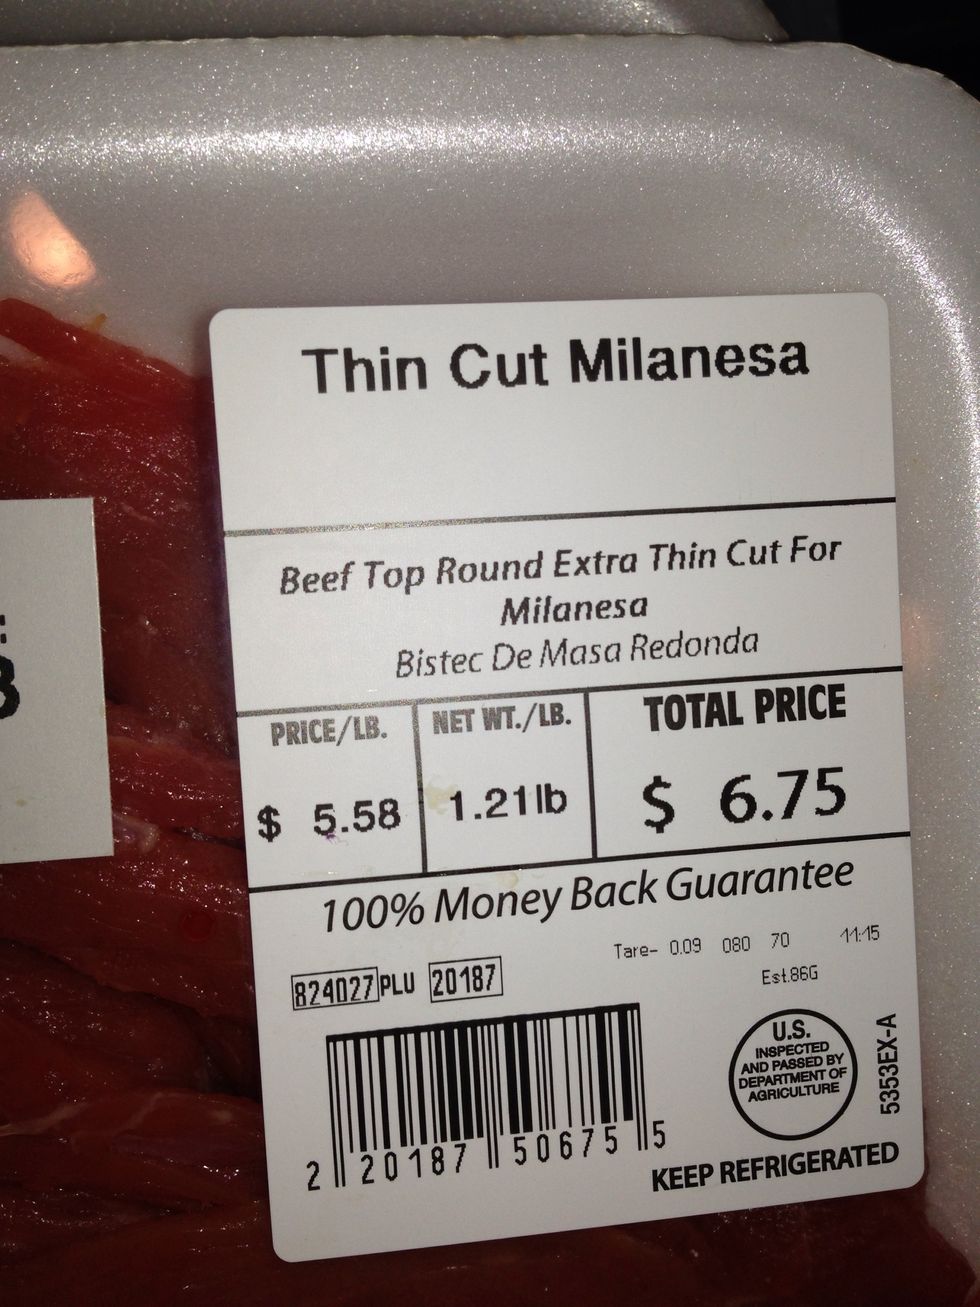 Thin Cut Milanesa
Beef Top Round Extra Thin Cut For
Milanesa
Bistec De Masa Redonda
PRICE/LB. NET WT./LB. TOTAL PRICE
$ 5.58 1.21lb $ 6.75
100% Money Back Guarantee
Tare- 0.09 080 70 11:15
824027 PLU 20187 Est.86G
U.S.
INSPECTED
AND PASSED BY
DEPARTMENT OF
AGRICULTURE
5353EX-A
2 20187 50675 5
KEEP REFRIGERATED